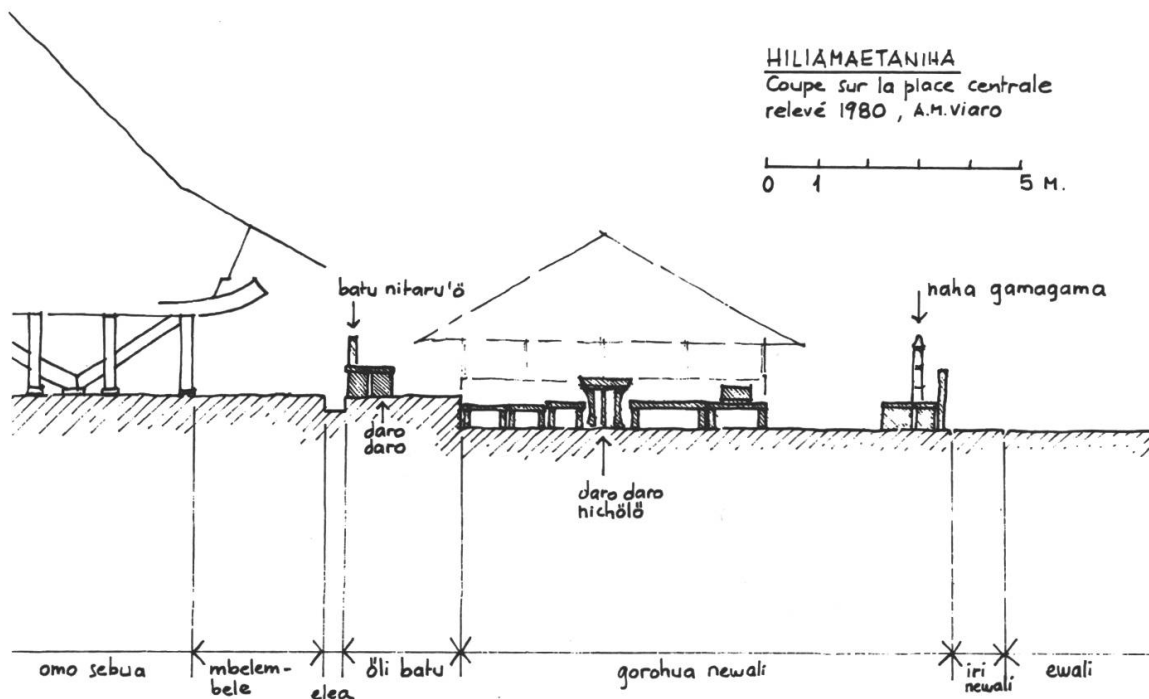 HILIAMAETANIHA
Coupe sur la place centrale
relevé 1980, A.M.Viaro
0 1 5 M.
batu nitaru'ö
naha gamagama
daro
daro
daro daro
nichölö
omo sebua
mbelem-
bele
elea
öli batu
gorohua newali
iri
newali
ewali